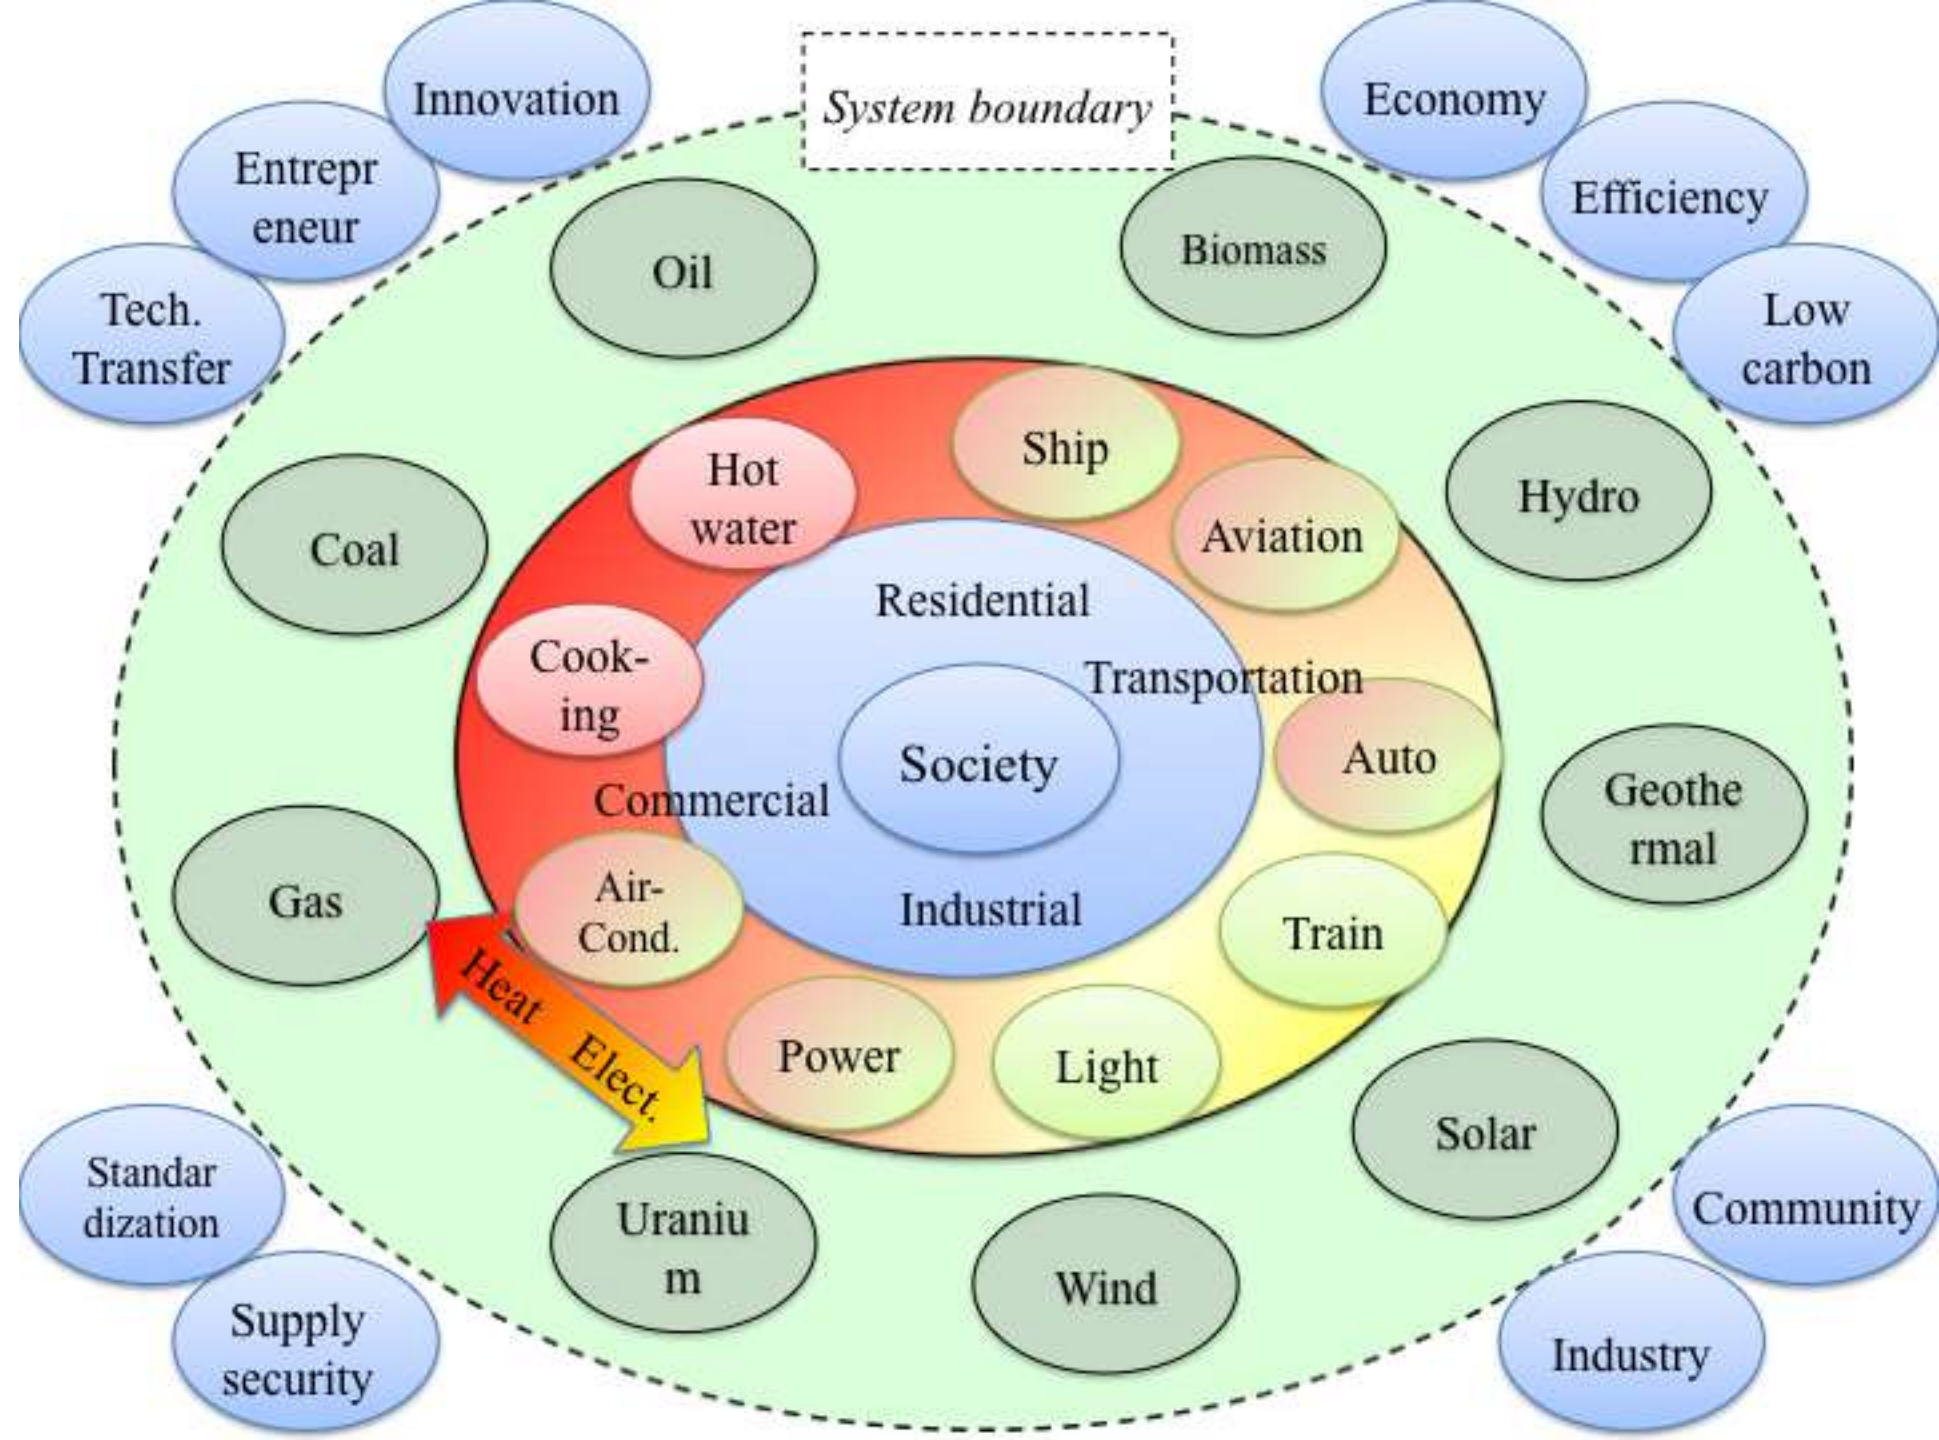 Innovation
System boundary
Economy
Entrepr
eneur
Efficiency
Tech.
Transfer
Low
carbon
Oil
Biomass
Hot
water
Ship
Aviation
Hydro
Coal
Residential
Cook-
ing
Transportation
Society
Auto
Commercial
Geothe
rmal
Gas
Air-
Cond.
Industrial
Train
Heat
Elect.
Power
Light
Solar
Standar
dization
Community
Uraniu
m
Wind
Supply
security
Industry